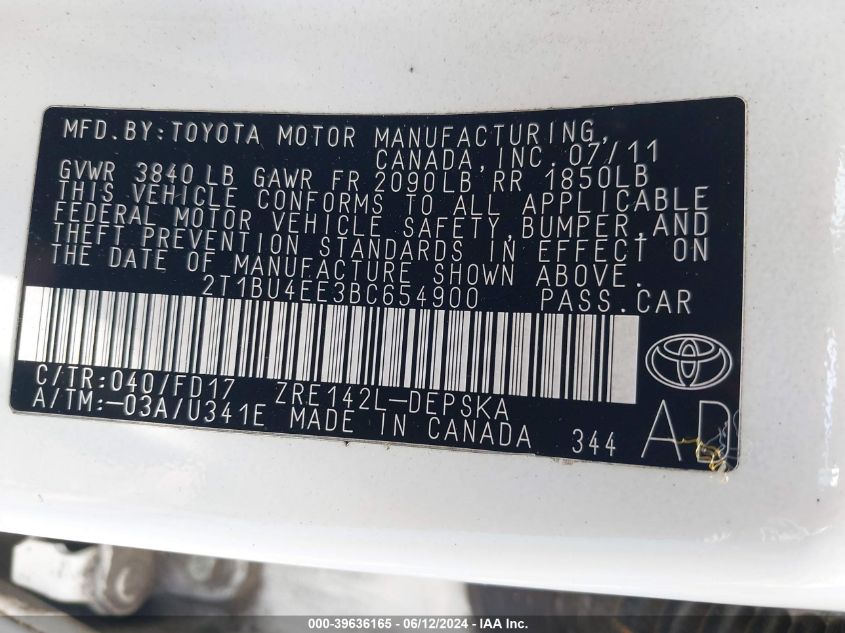 MFD.BY:TOYOTA MOTOR MANUFACTURING,
CANADA,INC.07/11
GVWR 3840LB GAWR FR 2090LB RR 1850LB
THIS VEHICLE CONFORMS TO ALL APPLICABLE
FEDERAL MOTOR VEHICLE SAFETY,BUMPER,AND
THEFT PREVENTION STANDARDS IN EFFECT ON
THE DATE OF MANUFACTURE SHOWN ABOVE.
2T1BU4EE3BC654900 PASS.CAR
C/TR:040/FD17 ZRE142L-DEPSKA
A/TM:-03A/U341E MADE IN CANADA 344 AD
000-39636165 - 06/12/2024 - IAA Inc.